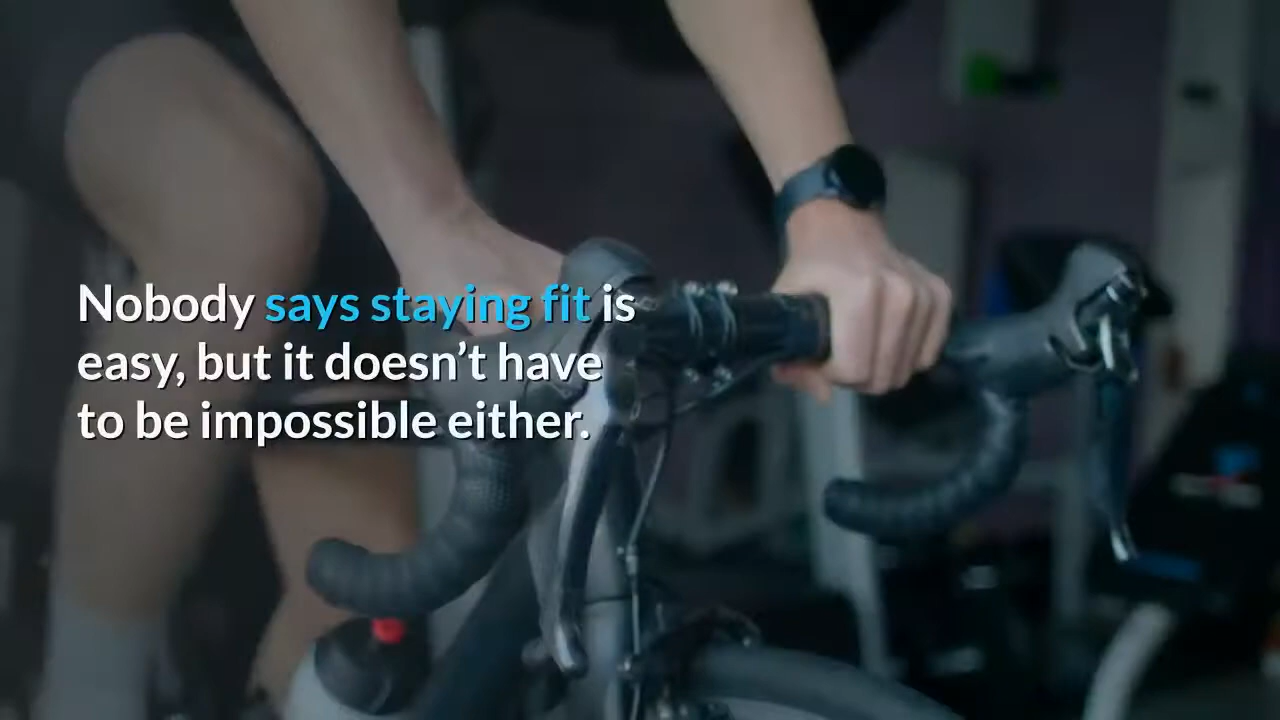 Nobody says staying fit is
easy, but it doesn’t have
to be impossible either.